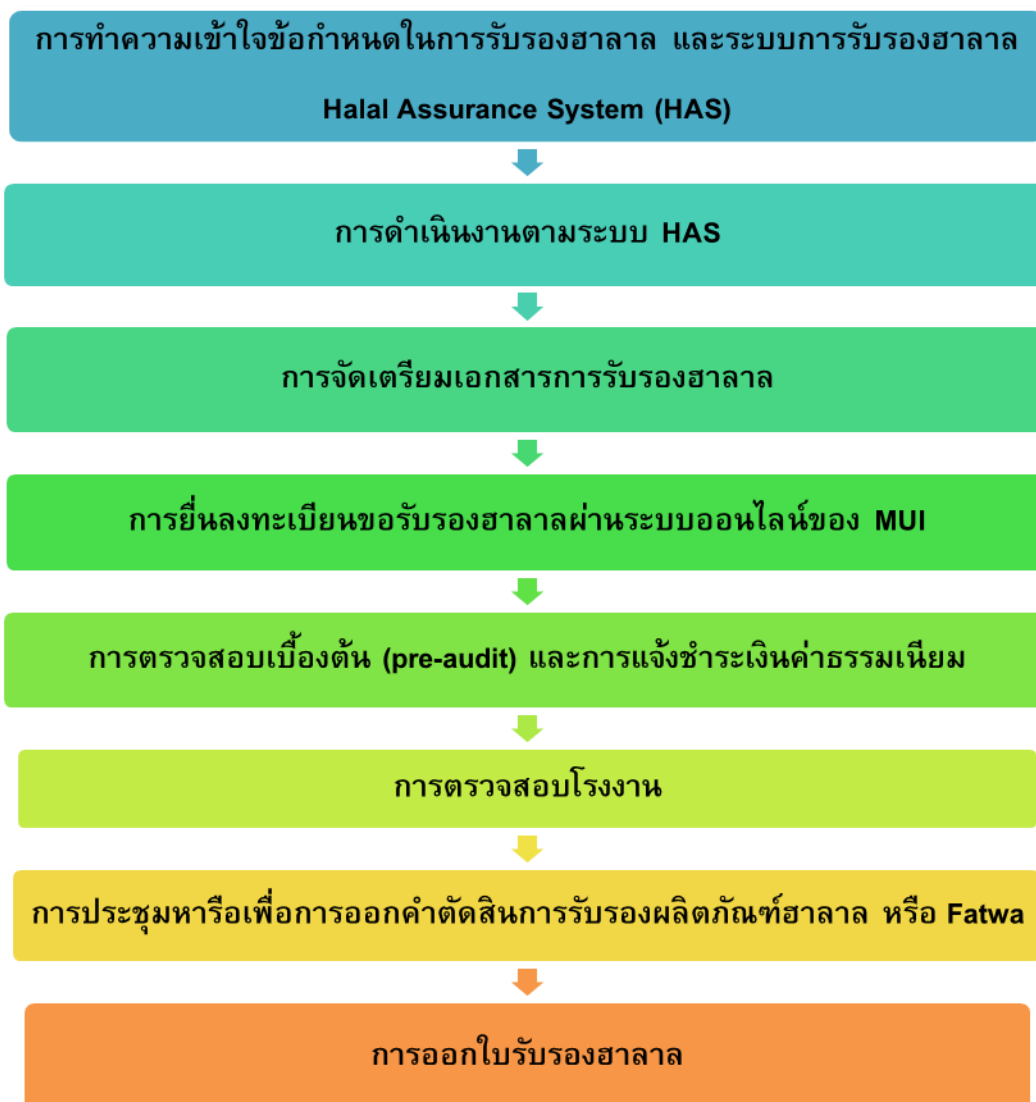 การทำความเข้าใจข้อกำหนดในการรับรองฮาลาล และระบบการรับรองฮาลาล
Halal Assurance System (HAS)
การดำเนินงานตามระบบ HAS
การจัดเตรียมเอกสารการรับรองฮาลาล
การยื่นลงทะเบียนขอรับรองฮาลาลผ่านระบบออนไลน์ของ MUI
การตรวจสอบเบื้องต้น (pre-audit) และการแจ้งชำระเงินค่าธรรมเนียม
การตรวจสอบโรงงาน
การประชุมหารือเพื่อการออกคำตัดสินการรับรองผลิตภัณฑ์ฮาลาล หรือ Fatwa
การออกใบรับรองฮาลาล